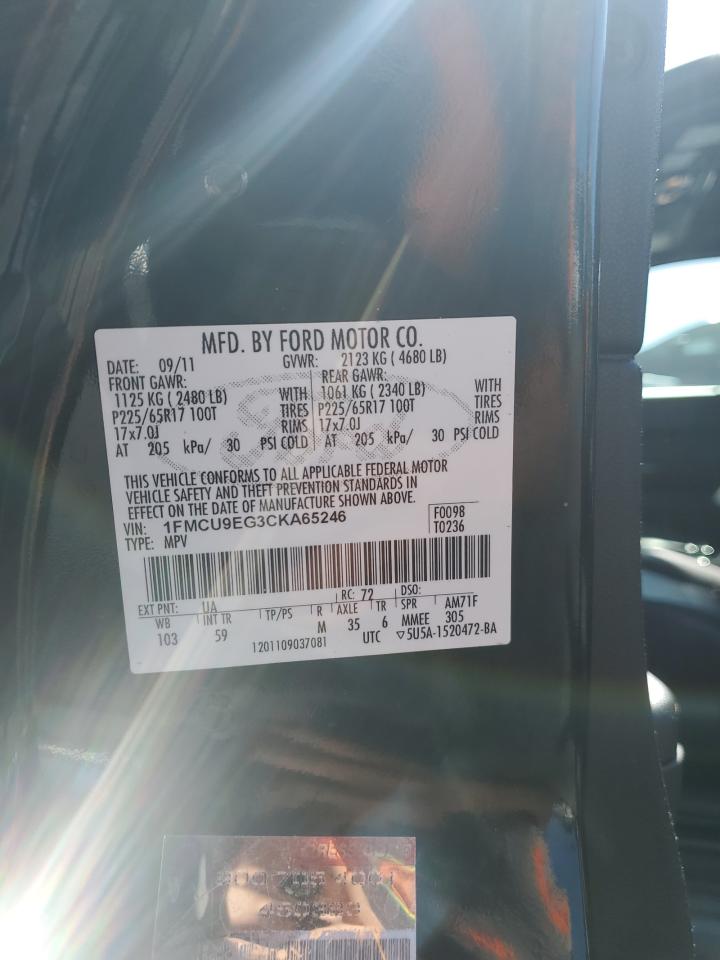 MFD. BY FORD MOTOR CO.
DATE: 09/11 GVWR: 2123 KG ( 4680 LB)
FRONT GAWR: REAR GAWR:
1125 KG ( 2480 LB) WITH 1061 KG ( 2340 LB) WITH
P225/65R17 100T TIRES P225/65R17 100T TIRES
17x7.0J RIMS 17x7.0J RIMS
AT 205 kPa/ 30 PSI COLD AT 205 kPa/ 30 PSI COLD
THIS VEHICLE CONFORMS TO ALL APPLICABLE FEDERAL MOTOR
VEHICLE SAFETY AND THEFT PREVENTION STANDARDS IN
EFFECT ON THE DATE OF MANUFACTURE SHOWN ABOVE.
VIN: 1FMCU9EG3CKA65246 F0098
TYPE: MPV T0236
EXT PNT: UA RC: 72 DSO:
WB INT TR TP/PS R AXLE TR SPR AM71F
103 59 M 35 6 MMEE 305
1201109037081 UTC ▽5U5A-1520472-BA